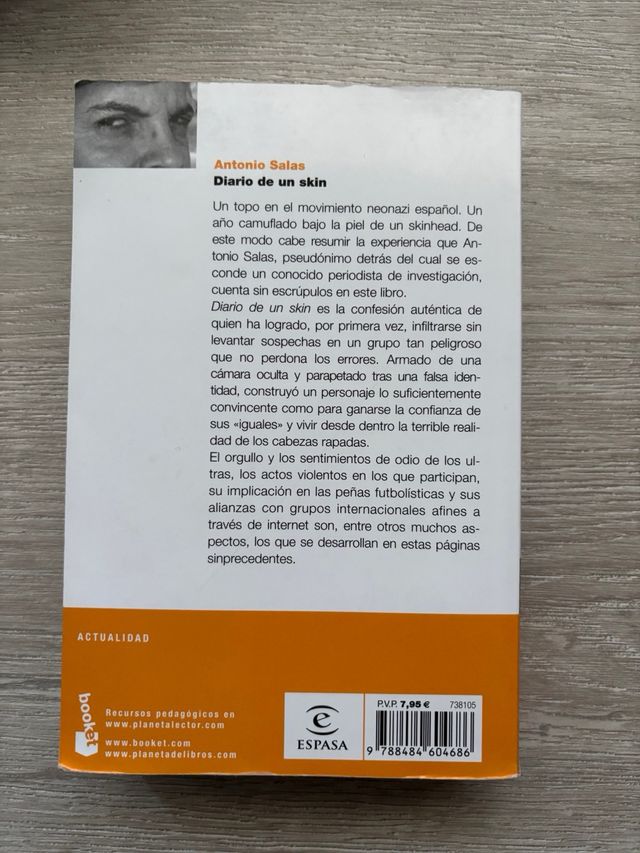 Antonio Salas
Diario de un skin
Un topo en el movimiento neonazi español. Un
año camuflado bajo la piel de un skinhead. De
este modo cabe resumir la experiencia que An-
tonio Salas, pseudónimo detrás del cual se es-
conde un conocido periodista de investigación,
cuenta sin escrúpulos en este libro.
Diario de un skin es la confesión auténtica de
quien ha logrado, por primera vez, infiltrarse sin
levantar sospechas en un grupo tan peligroso
que no perdona los errores. Armado de una
cámara oculta y parapetado tras una falsa iden-
tidad, construyó un personaje lo suficientemente
convincente como para ganarse la confianza de
sus «iguales» y vivir desde dentro la terrible reali-
dad de los cabezas rapadas.
El orgullo y los sentimientos de odio de los ul-
tras, los actos violentos en los que participan,
su implicación en las peñas futbolísticas y sus
alianzas con grupos internacionales afines a
través de internet son, entre otros muchos as-
pectos, los que se desarrollan en estas páginas
sinprecedentes.
ACTUALIDAD
booket
Recursos pedagógicos en
www.planetalector.com
www.booket.com
www.planetadelibros.com
e
ESPASA
P.V.P. 7,95 € 738105
9 788484 604686